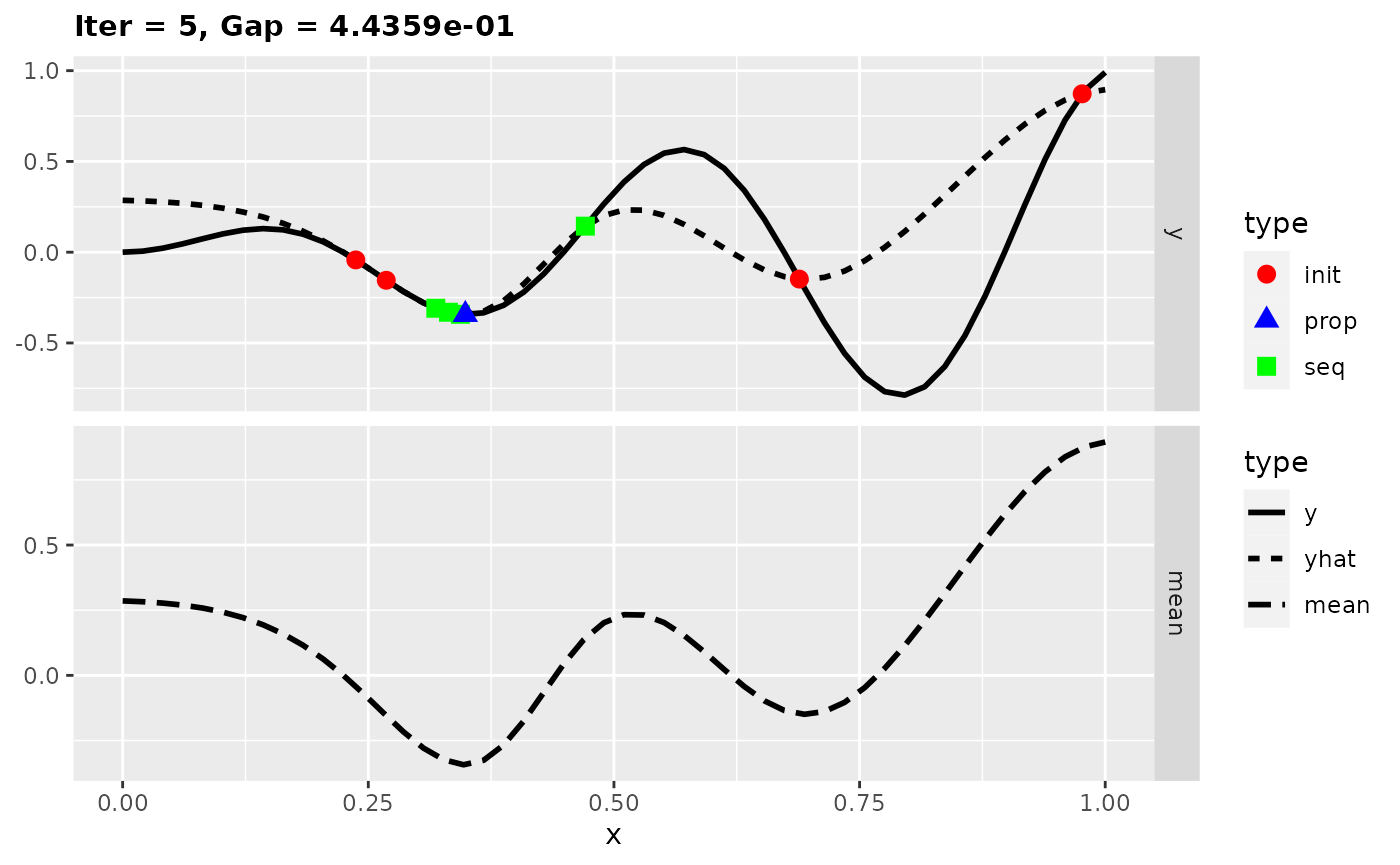 Iter = 5, Gap = 4.4359e-01
1.0
0.5
0.0
-0.5
y
0.5
0.0
mean
0.00 0.25 0.50 0.75 1.00
x
type
init
prop
seq
type
y
yhat
mean